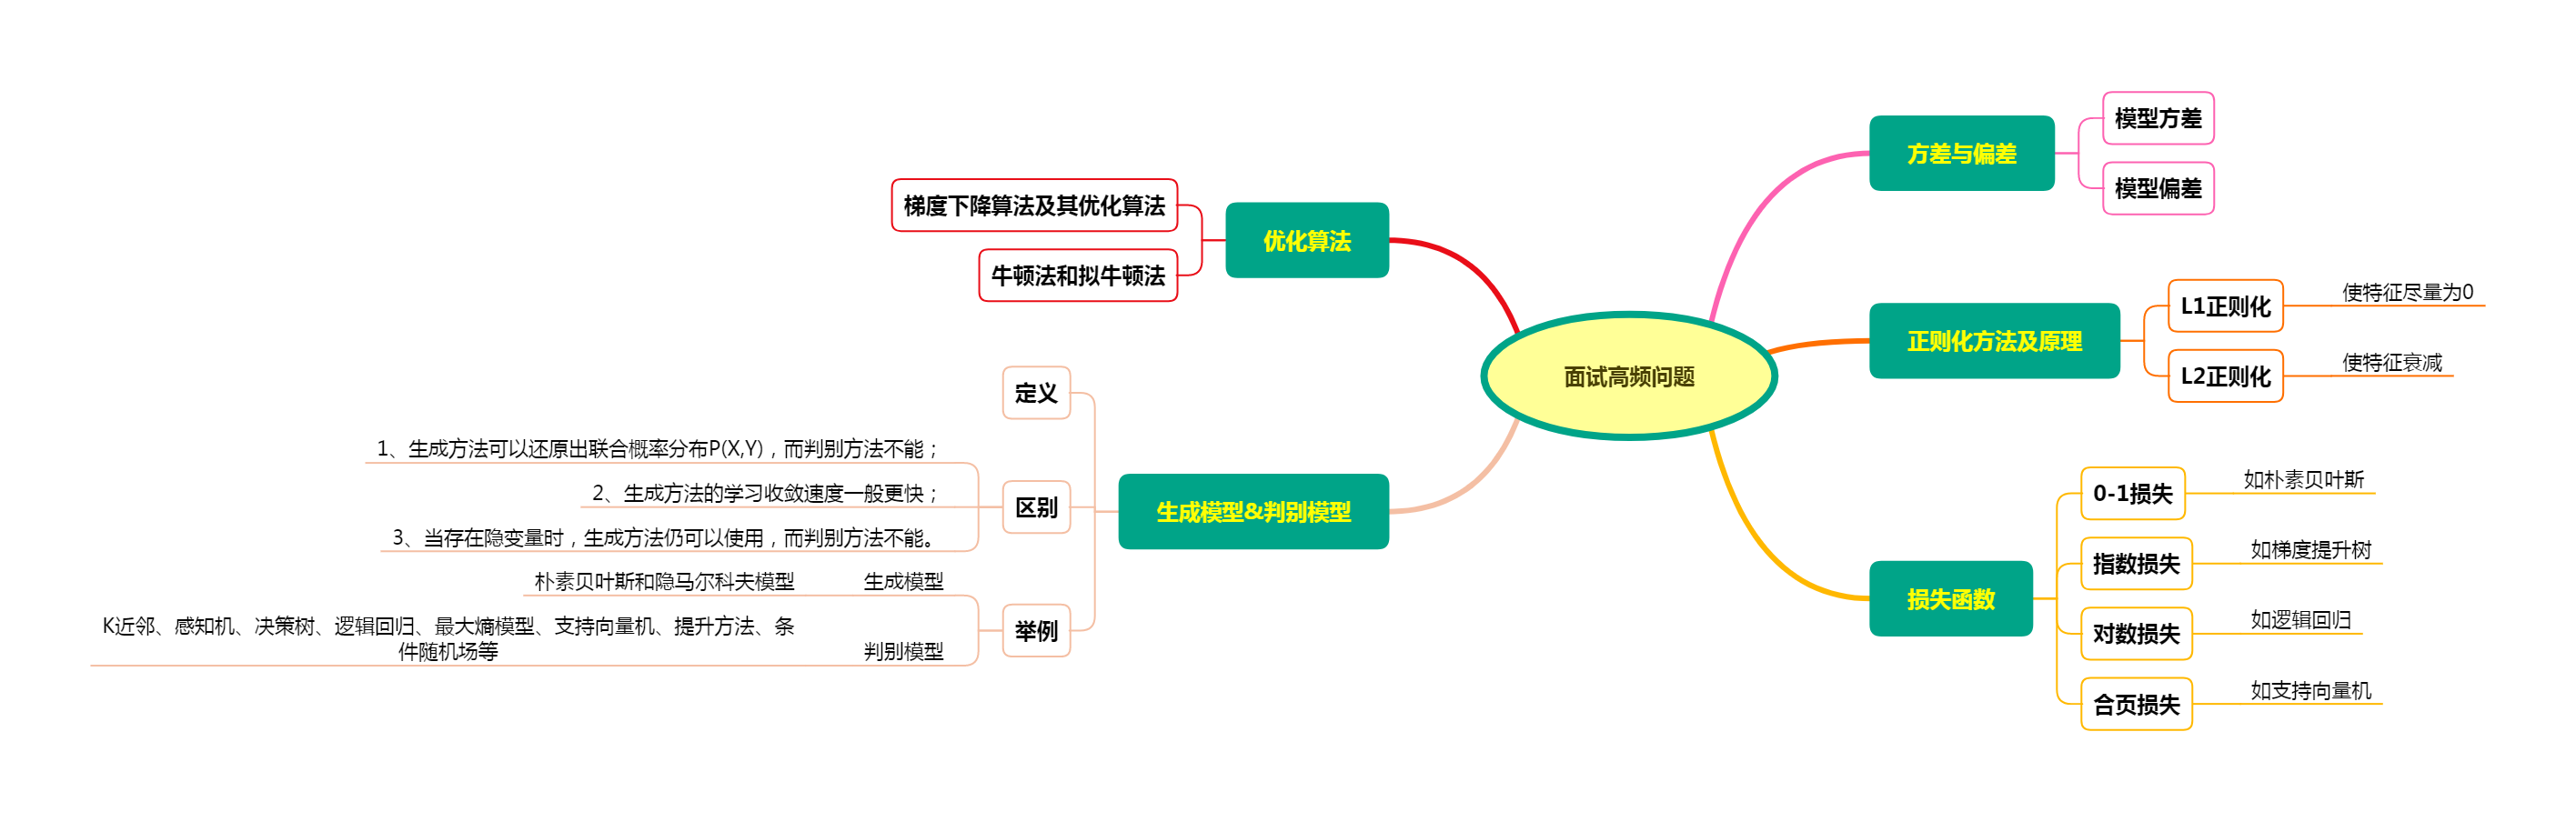 面试高频问题
方差与偏差
模型方差
模型偏差
正则化方法及原理
L1正则化
使特征尽量为0
L2正则化
使特征衰减
损失函数
0-1损失
如朴素贝叶斯
指数损失
如梯度提升树
对数损失
如逻辑回归
合页损失
如支持向量机
优化算法
梯度下降算法及其优化算法
牛顿法和拟牛顿法
生成模型&判别模型
定义
区别
1、生成方法可以还原出联合概率分布P(X,Y)，而判别方法不能；
2、生成方法的学习收敛速度一般更快；
3、当存在隐变量时，生成方法仍可以使用，而判别方法不能。
举例
生成模型
朴素贝叶斯和隐马尔科夫模型
判别模型
K近邻、感知机、决策树、逻辑回归、最大熵模型、支持向量机、提升方法、条
件随机场等